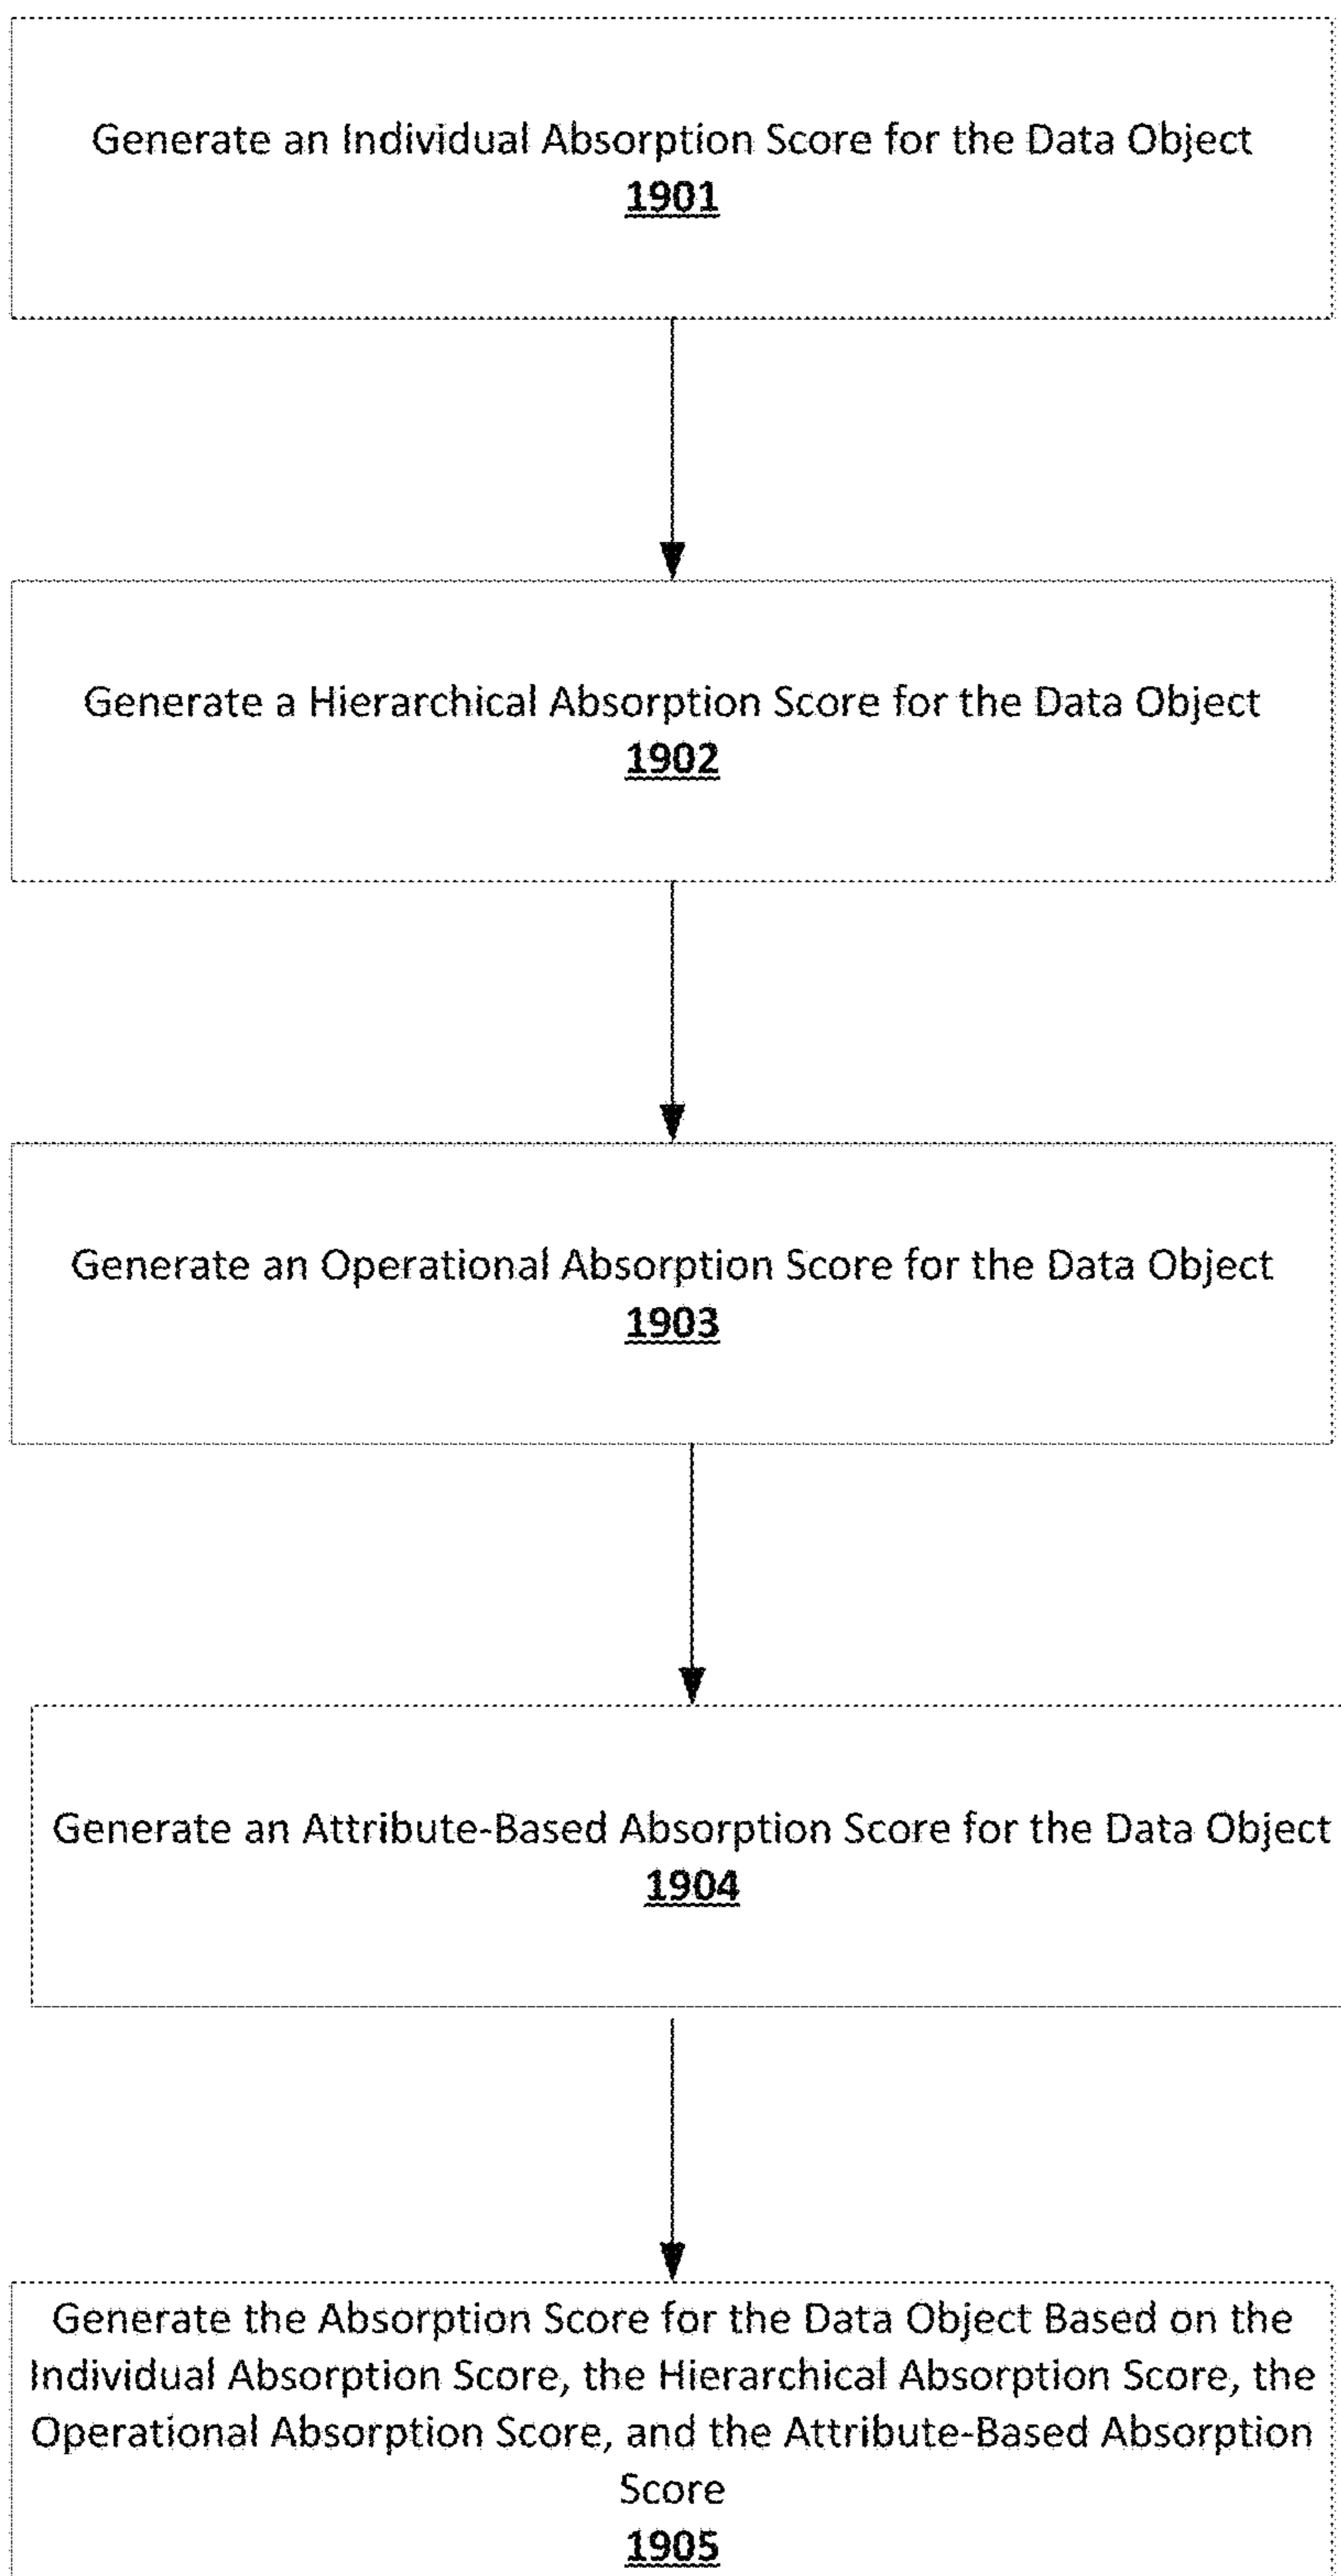 Generate an Individual Absorption Score for the Data Object
1901
Generate a Hierarchical Absorption Score for the Data Object
1902
Generate an Operational Absorption Score for the Data Object
1903
Generate an Attribute-Based Absorption Score for the Data Object
1904
Generate the Absorption Score for the Data Object Based on the
Individual Absorption Score, the Hierarchical Absorption Score, the
Operational Absorption Score, and the Attribute-Based Absorption
Score
1905